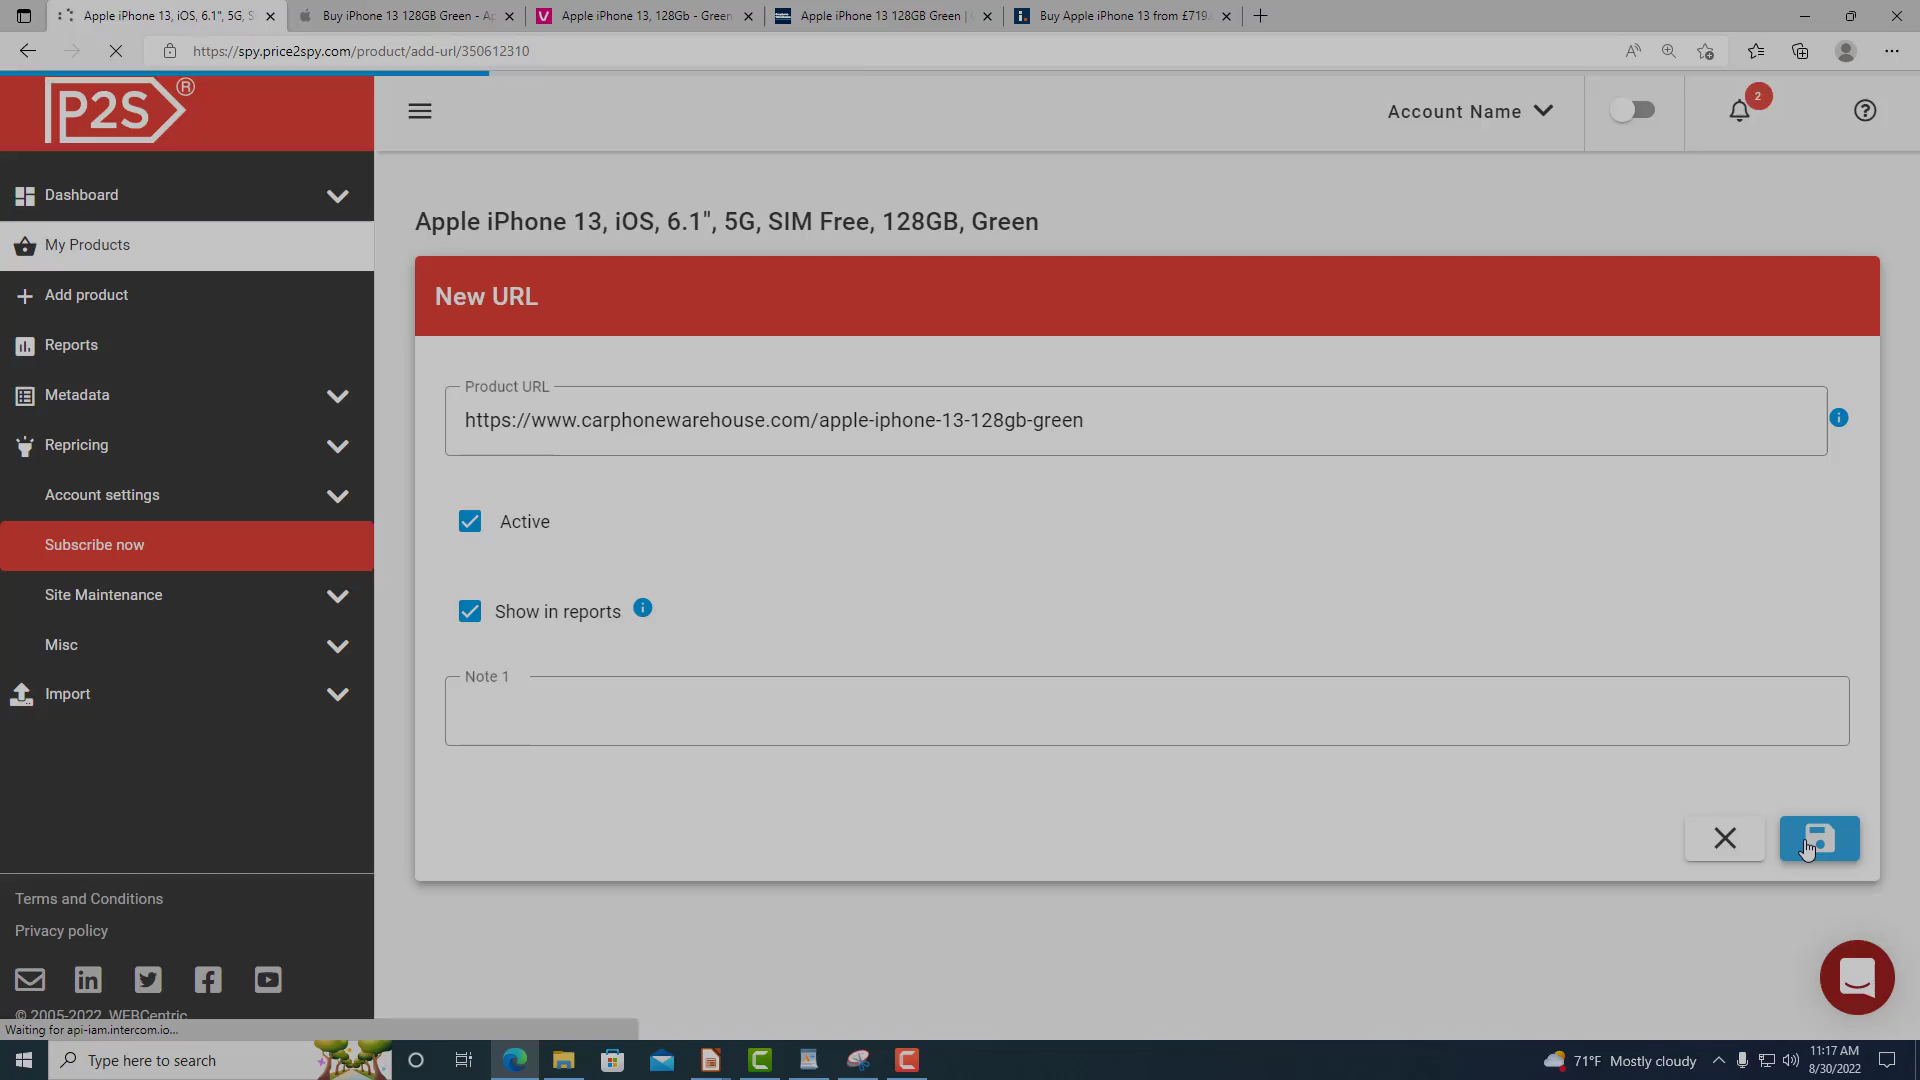 Apple iPhone 13, iOS, 6.1", 5G, S
Buy iPhone 13 128GB Green - Ap
Apple iPhone 13, 128Gb - Green
Apple iPhone 13 128GB Green |
Buy Apple iPhone 13 from £719
https://spy.price2spy.com/product/add-url/350612310
P2S ®
Account Name
2
Dashboard
My Products
Add product
Reports
Metadata
Repricing
Account settings
Subscribe now
Site Maintenance
Misc
Import
Apple iPhone 13, iOS, 6.1", 5G, SIM Free, 128GB, Green
New URL
Product URL
https://www.carphonewarehouse.com/apple-iphone-13-128gb-green
Active
Show in reports
Note 1
Terms and Conditions
Privacy policy
© 2005-2022, WEBCentric
Waiting for api-iam.intercom.io...
Type here to search
71°F Mostly cloudy
11:17 AM
8/30/2022